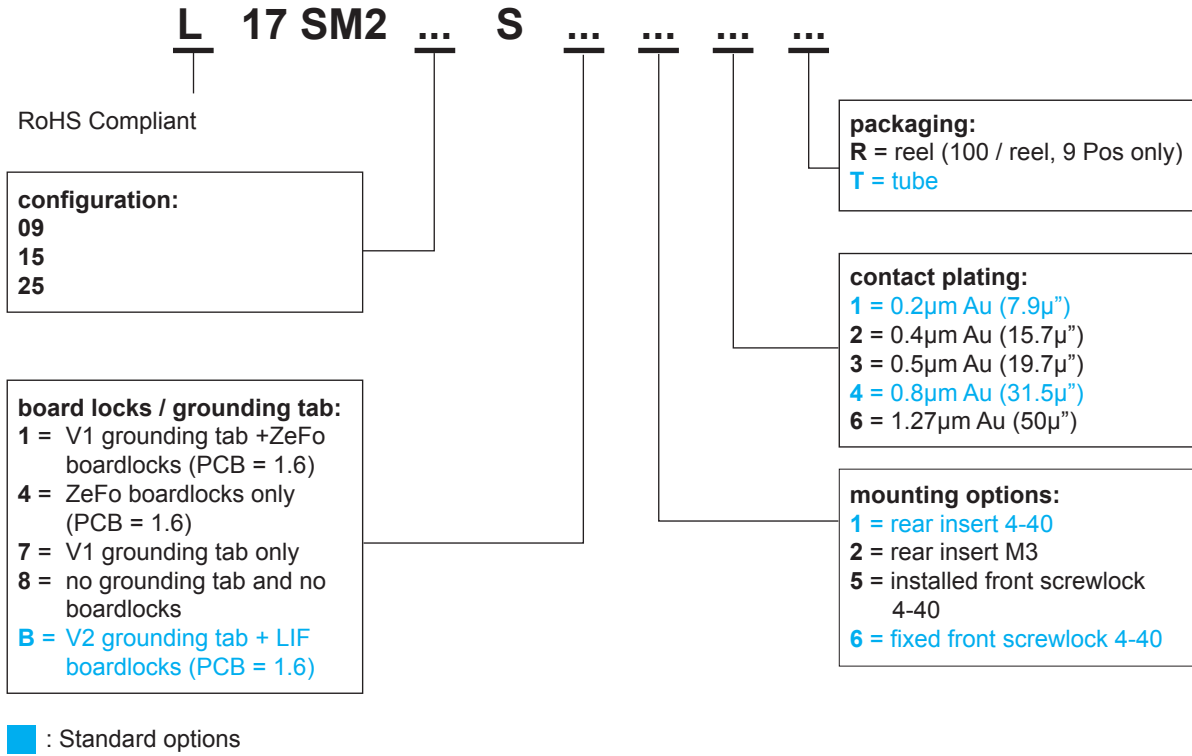 L 17 SM2 ... S ... ... ... ...
RoHS Compliant
configuration:
09
15
25
board locks / grounding tab:
1 = V1 grounding tab +ZeFo
boardlocks (PCB = 1.6)
4 = ZeFo boardlocks only
(PCB = 1.6)
7 = V1 grounding tab only
8 = no grounding tab and no
boardlocks
B = V2 grounding tab + LIF
boardlocks (PCB = 1.6)
packaging:
R = reel (100 / reel, 9 Pos only)
T = tube
contact plating:
1 = 0.2µm Au (7.9µ”)
2 = 0.4µm Au (15.7µ”)
3 = 0.5µm Au (19.7µ”)
4 = 0.8µm Au (31.5µ”)
6 = 1.27µm Au (50µ”)
mounting options:
1 = rear insert 4-40
2 = rear insert M3
5 = installed front screwlock
4-40
6 = fixed front screwlock 4-40
: Standard options